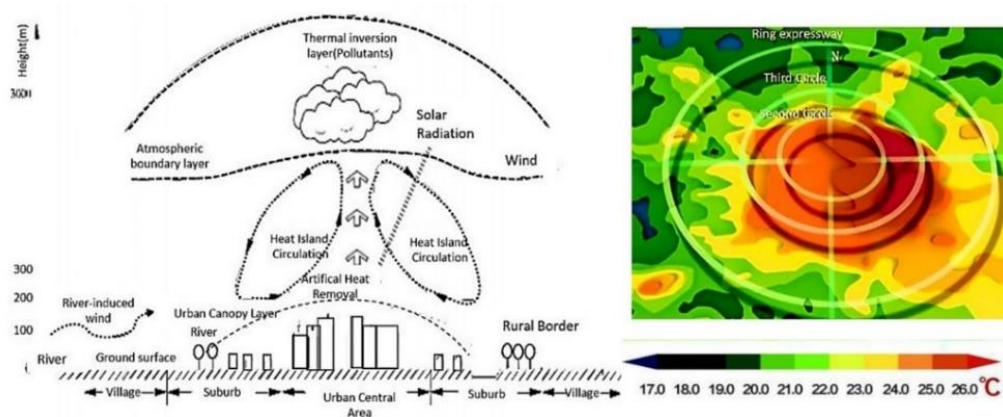 Height(m)
Thermal inversion
layer(Pollutants)
Solar
Radiation
Atmospheric
boundary layer
Wind
Heat Island
Circulation
Heat Island
Circulation
300
200
100
Artifical Heat
Removal
River-induced
wind
Urban Canopy Layer
River
Rural Border
River
Ground surface
Village
Suburb
Urban Central
Area
Suburb
Village
Ring expressway
N
Third Circle
Second Circle
17.0 18.0 19.0 20.0 21.0 22.0 23.0 24.0 25.0 26.0 °C